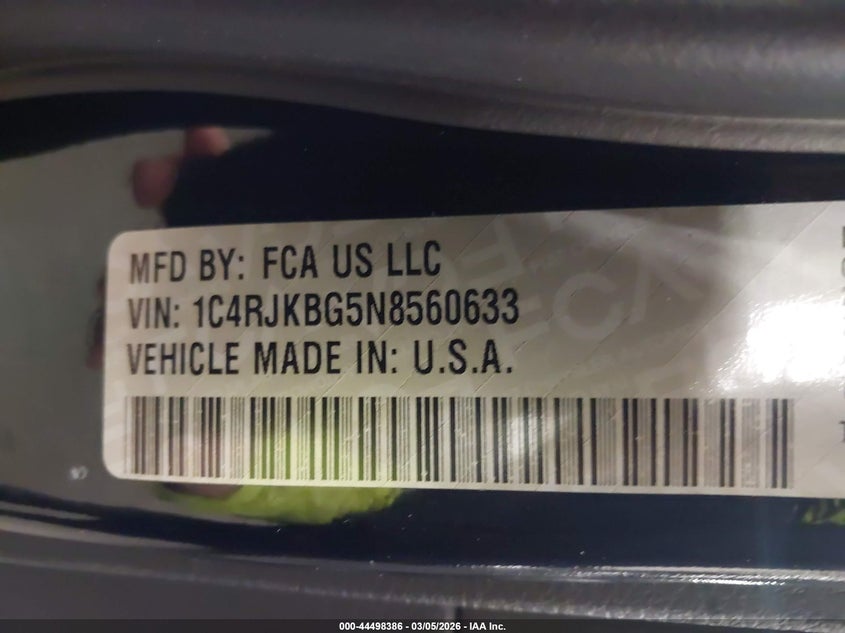 MFD BY: FCA US LLC
VIN: 1C4RJKBG5N8560633
VEHICLE MADE IN: U.S.A.
000-44498386 - 03/05/2026 - IAA Inc.